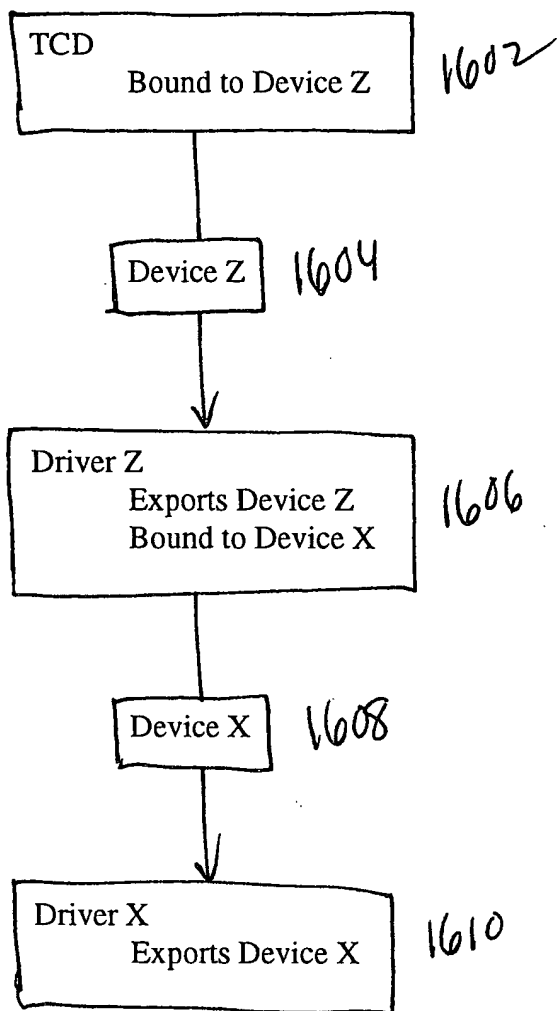 TCD
Bound to Device Z
1602
Device Z
1604
Driver Z
Exports Device Z
Bound to Device X
1606
Device X
1608
Driver X
Exports Device X
1610